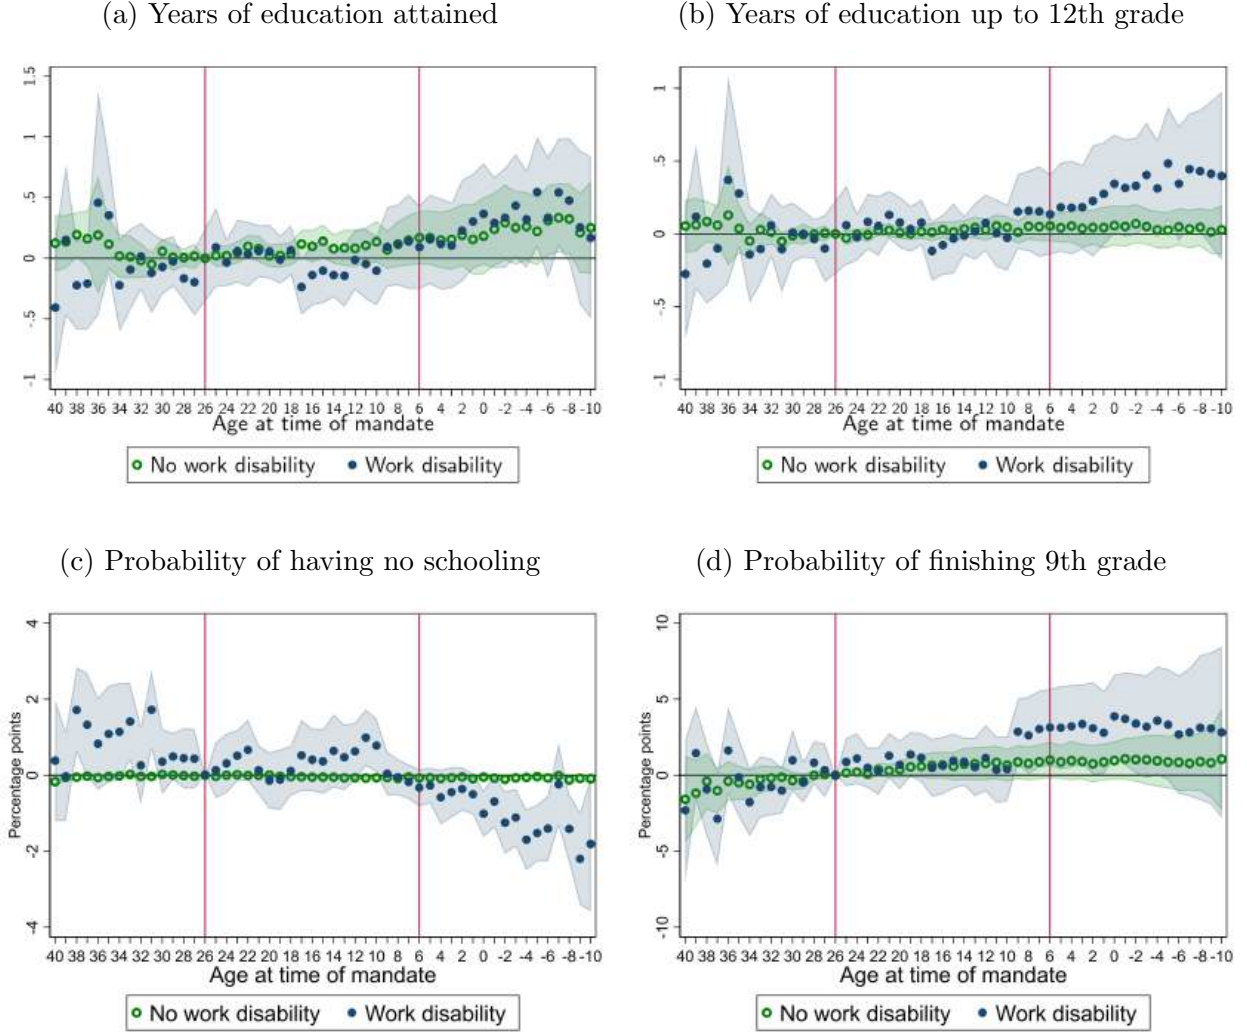 (a) Years of education attained
(b) Years of education up to 12th grade
1.5
1
.5
0
-.5
-1
40 38 36 34 32 30 28 26 24 22 20 18 16 14 12 10 8 6 4 2 0 -2 -4 -6 -8 -10
Age at time of mandate
No work disability Work disability
1
.5
0
-.5
-1
40 38 36 34 32 30 28 26 24 22 20 18 16 14 12 10 8 6 4 2 0 -2 -4 -6 -8 -10
Age at time of mandate
No work disability Work disability
(c) Probability of having no schooling
(d) Probability of finishing 9th grade
Percentage points
4
2
0
-2
-4
40 38 36 34 32 30 28 26 24 22 20 18 16 14 12 10 8 6 4 2 0 -2 -4 -6 -8 -10
Age at time of mandate
No work disability Work disability
Percentage points
10
5
0
-5
-10
40 38 36 34 32 30 28 26 24 22 20 18 16 14 12 10 8 6 4 2 0 -2 -4 -6 -8 -10
Age at time of mandate
No work disability Work disability